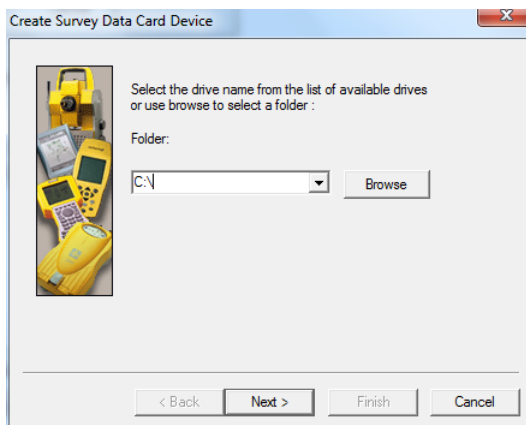 Create Survey Data Card Device
Select the drive name from the list of available drives
or use browse to select a folder :
Folder:
C:\
Browse
< Back
Next >
Finish
Cancel